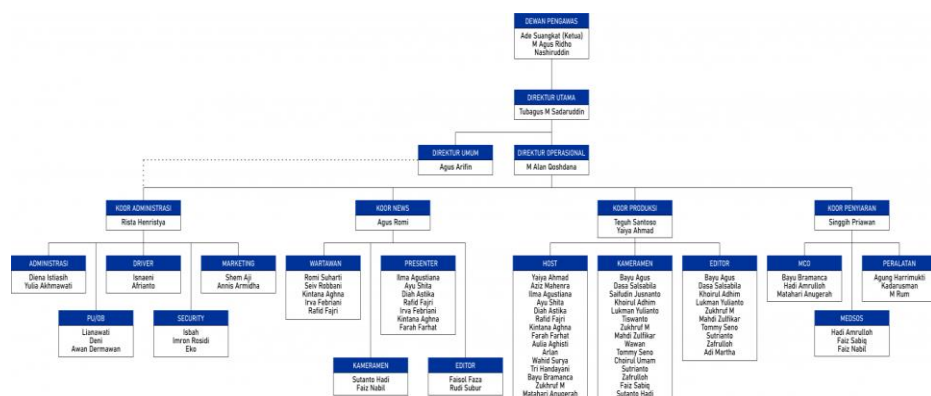 DEWAN PENGAWAS
Ade Suangkat (Ketua)
M Agus Ridho
Nashiruddin
DIREKTUR UTAMA
Tubagus M Sadaruddin
DIREKTUR UMUM
Agus Arifin
DIREKTUR OPERASIONAL
M Alan Qoshdana
KOOR ADMINISTRASI
Rista Henristya
KOOR NEWS
Agus Romi
KOOR PRODUKSI
Teguh Santoso
Yaiya Ahmad
KOOR PENYIARAN
Singgih Priawan
ADMINISTRASI
Diena Istiasih
Yulia Akhmawati
DRIVER
Isnaeni
Afrianto
MARKETING
Shem Aji
Annis Armidha
WARTAWAN
Romi Suharti
Seiv Robbani
Kintana Aghna
Irva Febriani
Rafid Fajri
PRESENTER
Ilma Agustiana
Ayu Shita
Diah Astika
Rafid Fajri
Irva Febriani
Kintana Aghna
Farah Farhat
HOST
Yaiya Ahmad
Aziz Mahenra
Ilma Agustiana
Ayu Shita
Diah Astika
Rafid Fajri
Kintana Aghna
Farah Farhat
Aulia Aghisti
Arlan
Wahid Surya
Tri Handayani
Bayu Bramanca
Zukhruf M
Matahari Anugerah
KAMERAMEN
Bayu Agus
Dasa Salsabila
Saifudin Jusnanto
Khoirul Adhim
Lukman Yulianto
Tiswanto
Zukhruf M
Mahdi Zulfikar
Wawan
Tommy Seno
Choirul Umam
Sutrianto
Zafrulloh
Faiz Sabiq
Sutanto Hadi
EDITOR
Bayu Agus
Dasa Salsabila
Khoirul Adhim
Lukman Yulianto
Zukhruf M
Mahdi Zulfikar
Tommy Seno
Sutrianto
Zafrulloh
Adi Martha
MCO
Bayu Bramanca
Hadi Amrulloh
Matahari Anugerah
PERALATAN
Agung Harrimukti
Kadarusman
M Rum
PU/OB
Lianawati
Deni
Awan Dermawan
SECURITY
Isbah
Imron Rosidi
Eko
KAMERAMEN
Sutanto Hadi
Faiz Nabil
EDITOR
Faisol Faza
Rudi Subur
MEDSOS
Hadi Amrulloh
Faiz Sabiq
Faiz Nabil